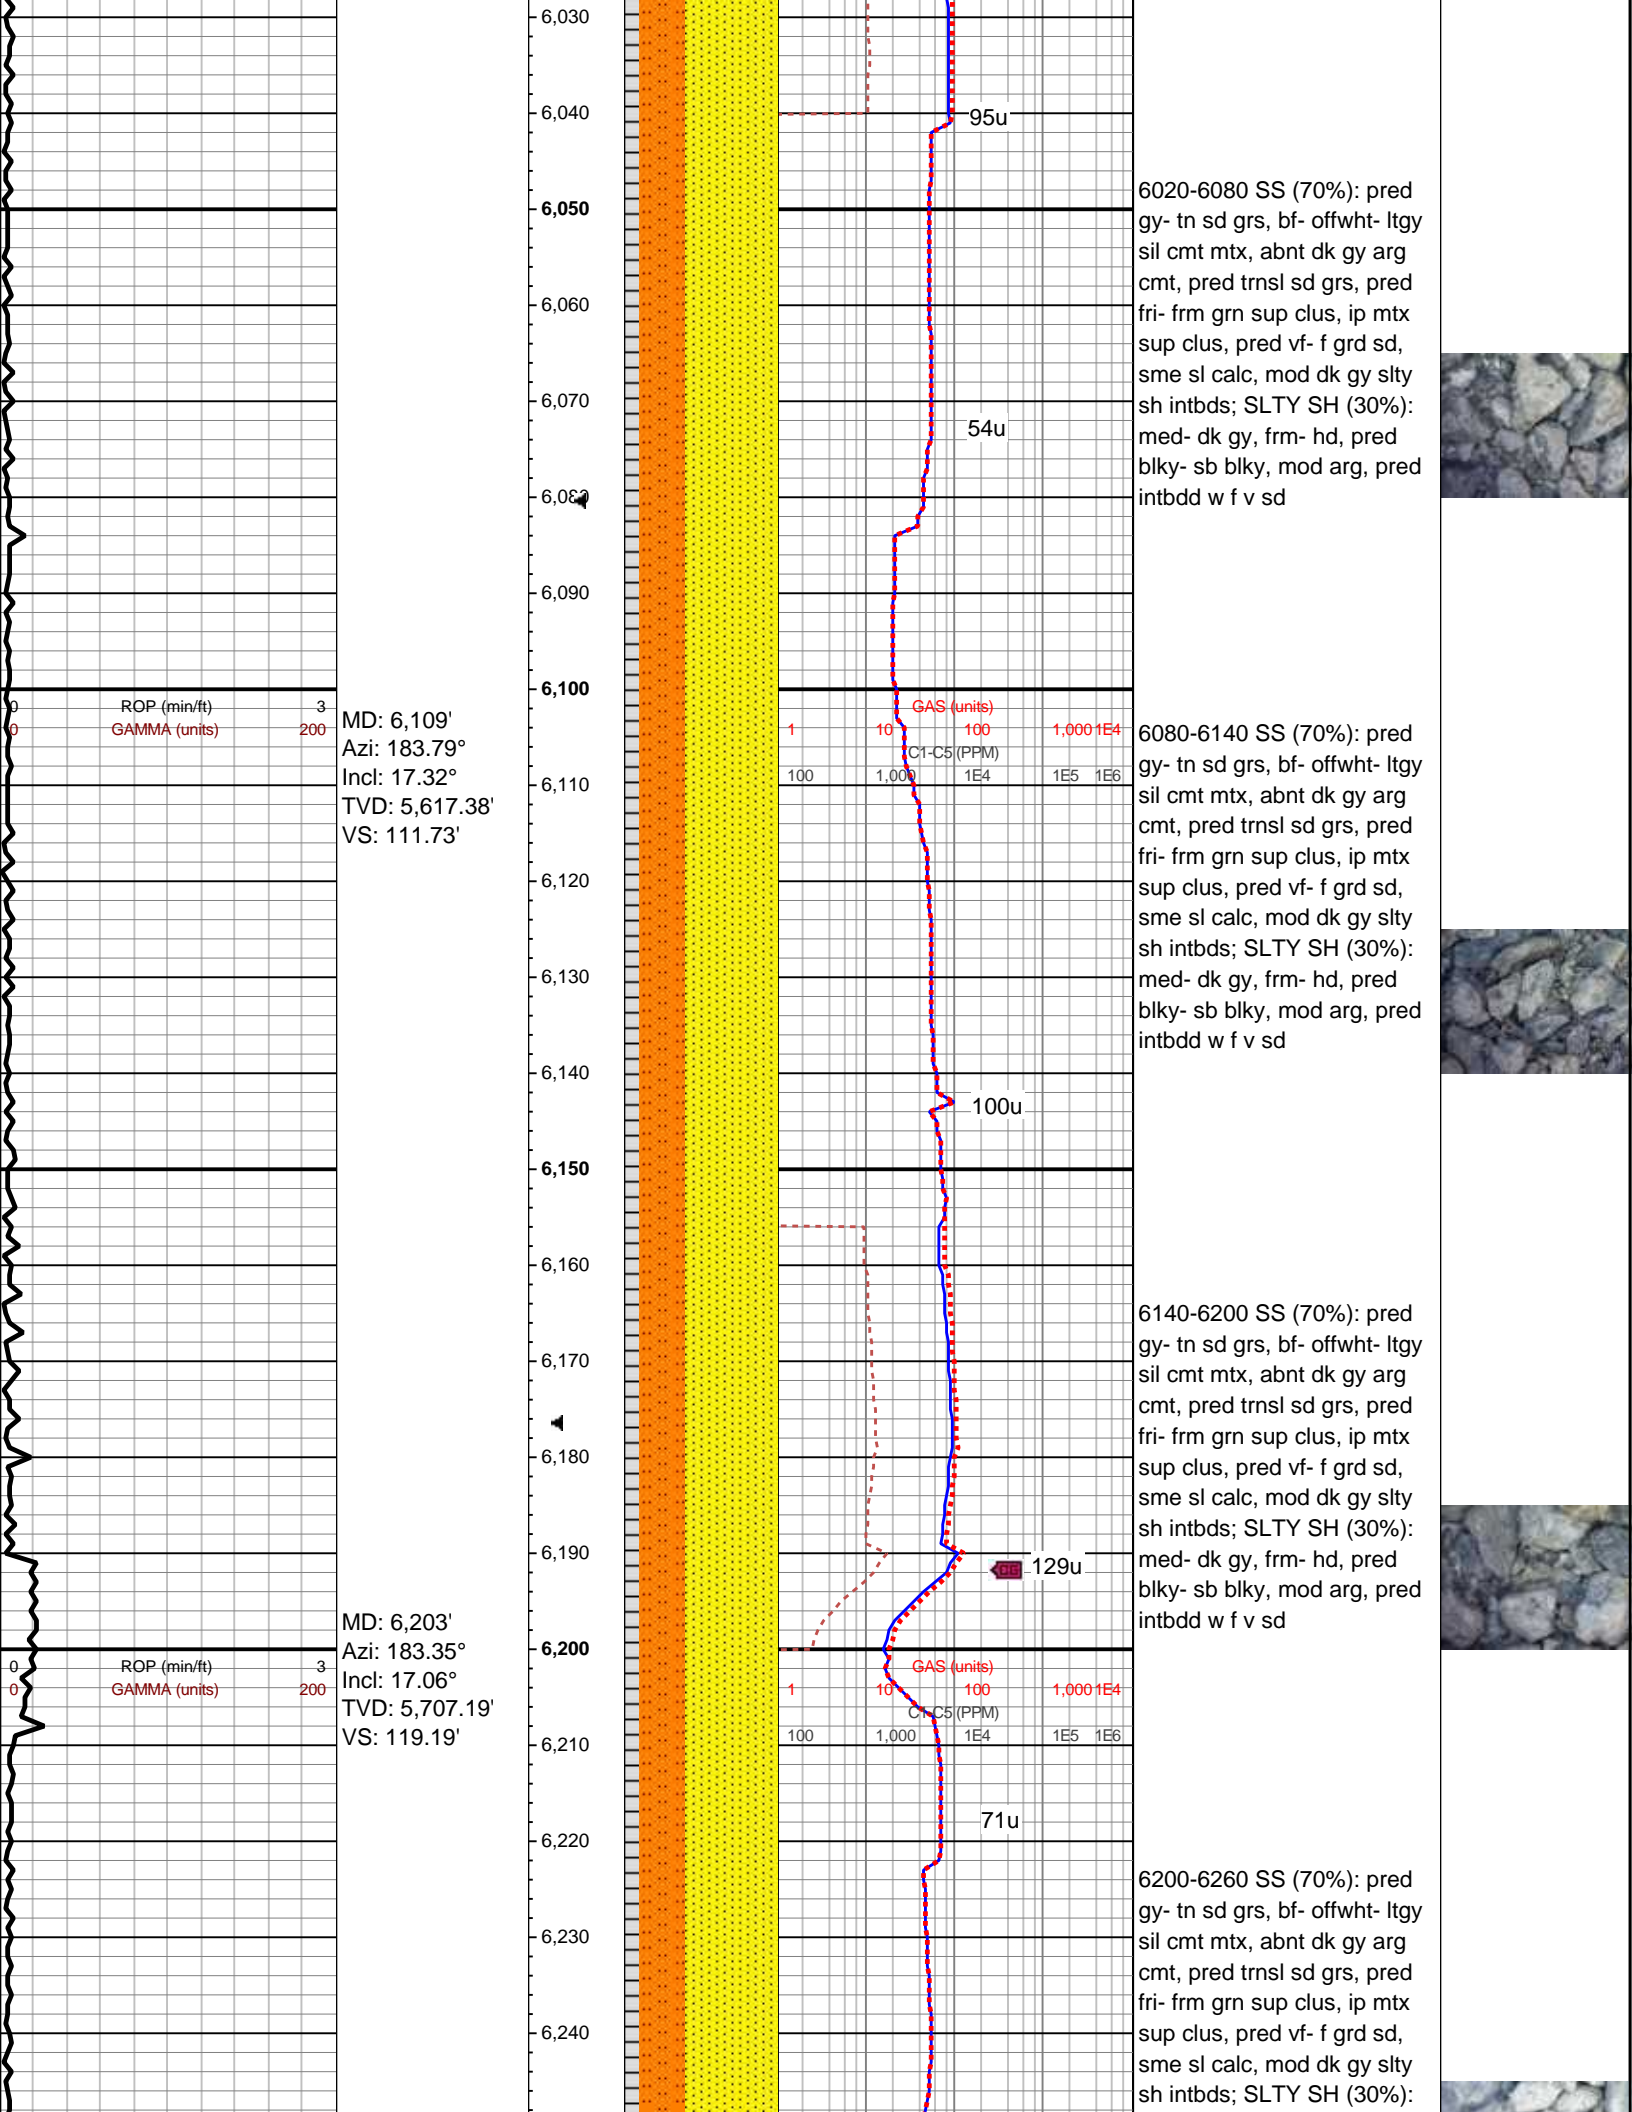 6,030
6,040
95u
6020-6080 SS (70%): pred
gy- tn sd grs, bf- offwht- ltgy
sil cmt mtx, abnt dk gy arg
cmt, pred trnsl sd grs, pred
fri- frm grn sup clus, ip mtx
sup clus, pred vf- f grd sd,
sme sl calc, mod dk gy slty
sh intbds; SLTY SH (30%):
med- dk gy, frm- hd, pred
blky- sb blky, mod arg, pred
intbdd w f v sd
6,050
6,060
6,070
54u
6,080
6,090
6,100
0 ROP (min/ft) 3
0 GAMMA (units) 200
MD: 6,109'
Azi: 183.79°
Incl: 17.32°
TVD: 5,617.38'
VS: 111.73'
GAS (units)
1 10 100 1,000 1E4
C1-C5 (PPM)
100 1,000 1E4 1E5 1E6
6080-6140 SS (70%): pred
gy- tn sd grs, bf- offwht- ltgy
sil cmt mtx, abnt dk gy arg
cmt, pred trnsl sd grs, pred
fri- frm grn sup clus, ip mtx
sup clus, pred vf- f grd sd,
sme sl calc, mod dk gy slty
sh intbds; SLTY SH (30%):
med- dk gy, frm- hd, pred
blky- sb blky, mod arg, pred
intbdd w f v sd
6,110
6,120
6,130
6,140
100u
6,150
6,160
6,170
6,180
6,190
CG 129u
6140-6200 SS (70%): pred
gy- tn sd grs, bf- offwht- ltgy
sil cmt mtx, abnt dk gy arg
cmt, pred trnsl sd grs, pred
fri- frm grn sup clus, ip mtx
sup clus, pred vf- f grd sd,
sme sl calc, mod dk gy slty
sh intbds; SLTY SH (30%):
med- dk gy, frm- hd, pred
blky- sb blky, mod arg, pred
intbdd w f v sd
6,200
0 ROP (min/ft) 3
0 GAMMA (units) 200
MD: 6,203'
Azi: 183.35°
Incl: 17.06°
TVD: 5,707.19'
VS: 119.19'
GAS (units)
1 10 100 1,000 1E4
C1-C5 (PPM)
100 1,000 1E4 1E5 1E6
6,210
71u
6,220
6,230
6,240
6200-6260 SS (70%): pred
gy- tn sd grs, bf- offwht- ltgy
sil cmt mtx, abnt dk gy arg
cmt, pred trnsl sd grs, pred
fri- frm grn sup clus, ip mtx
sup clus, pred vf- f grd sd,
sme sl calc, mod dk gy slty
sh intbds; SLTY SH (30%):